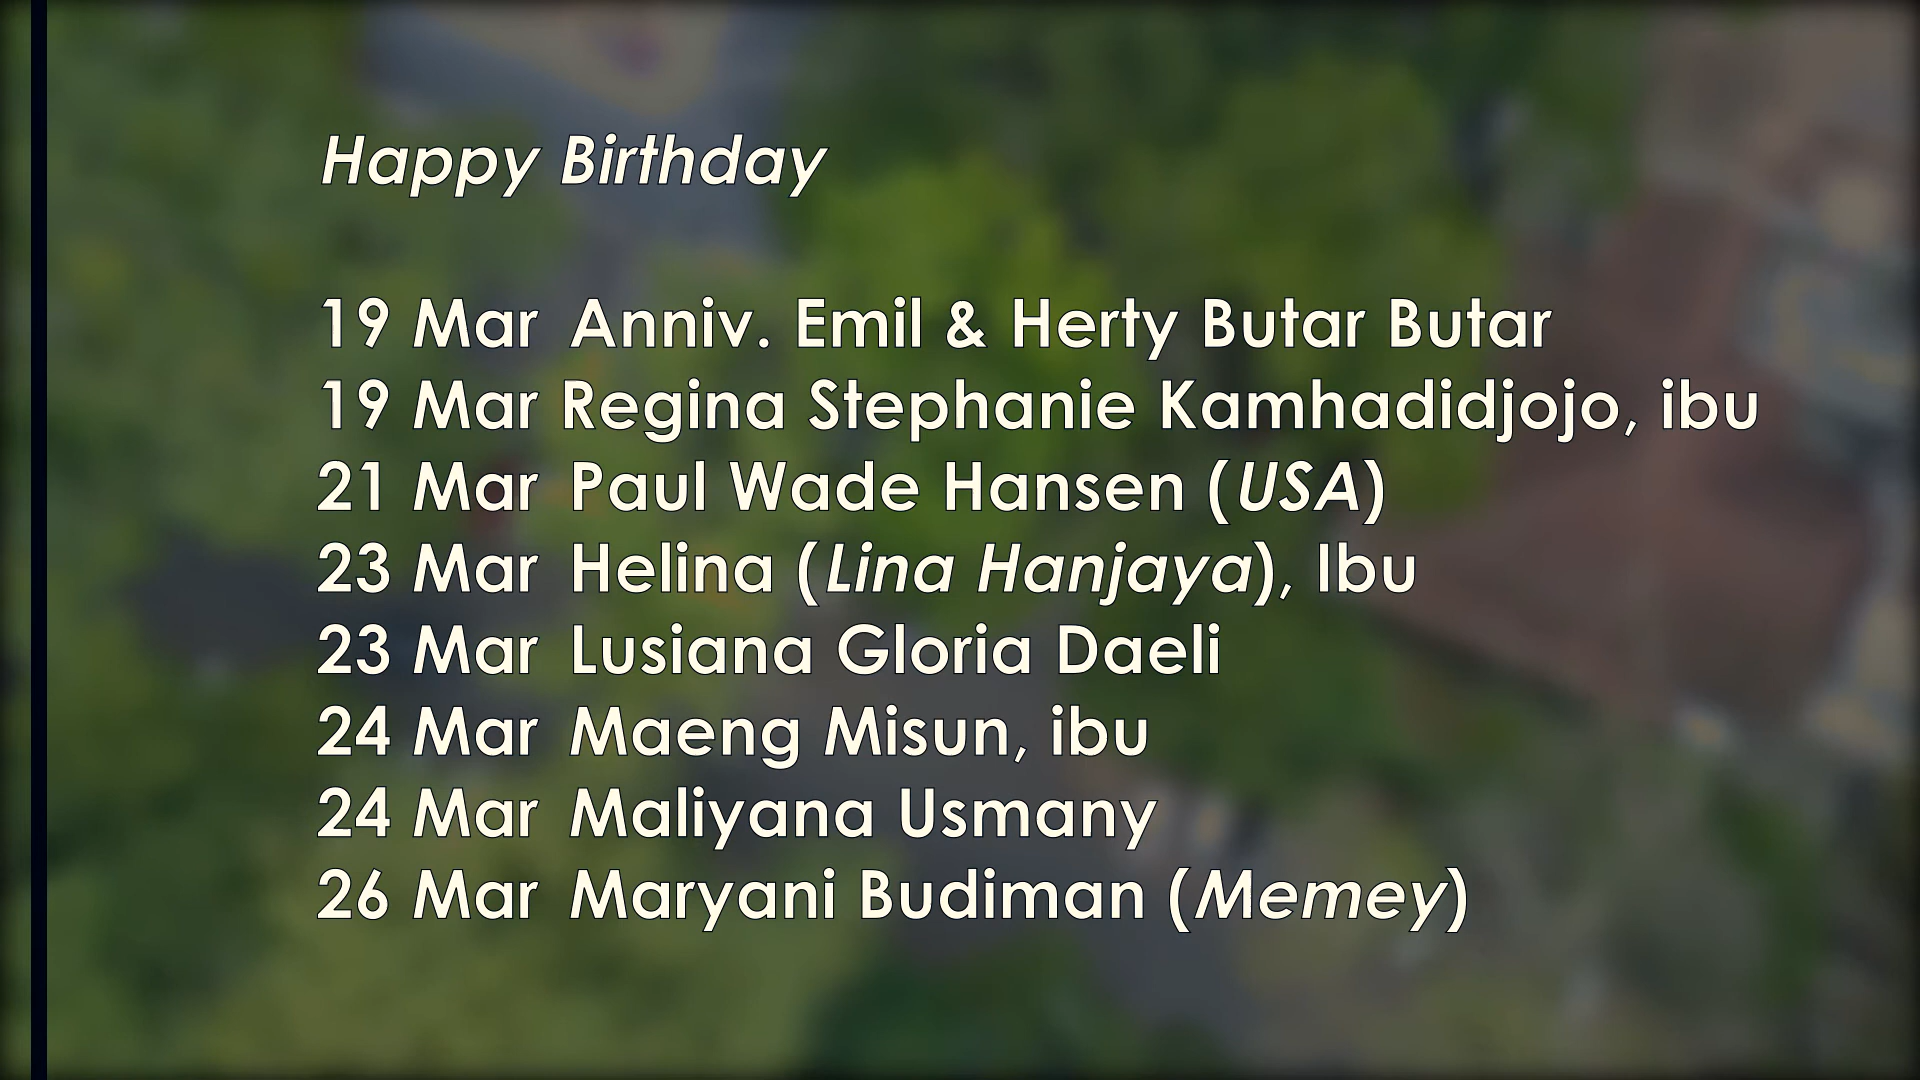 Happy Birthday
19 Mar Anniv. Emil & Herty Butar Butar
19 Mar Regina Stephanie Kamhadidjojo, ibu
21 Mar Paul Wade Hansen (USA)
23 Mar Helina (Lina Hanjaya), Ibu
23 Mar Lusiana Gloria Daeli
24 Mar Maeng Misun, ibu
24 Mar Maliyana Usmany
26 Mar Maryani Budiman (Memey)